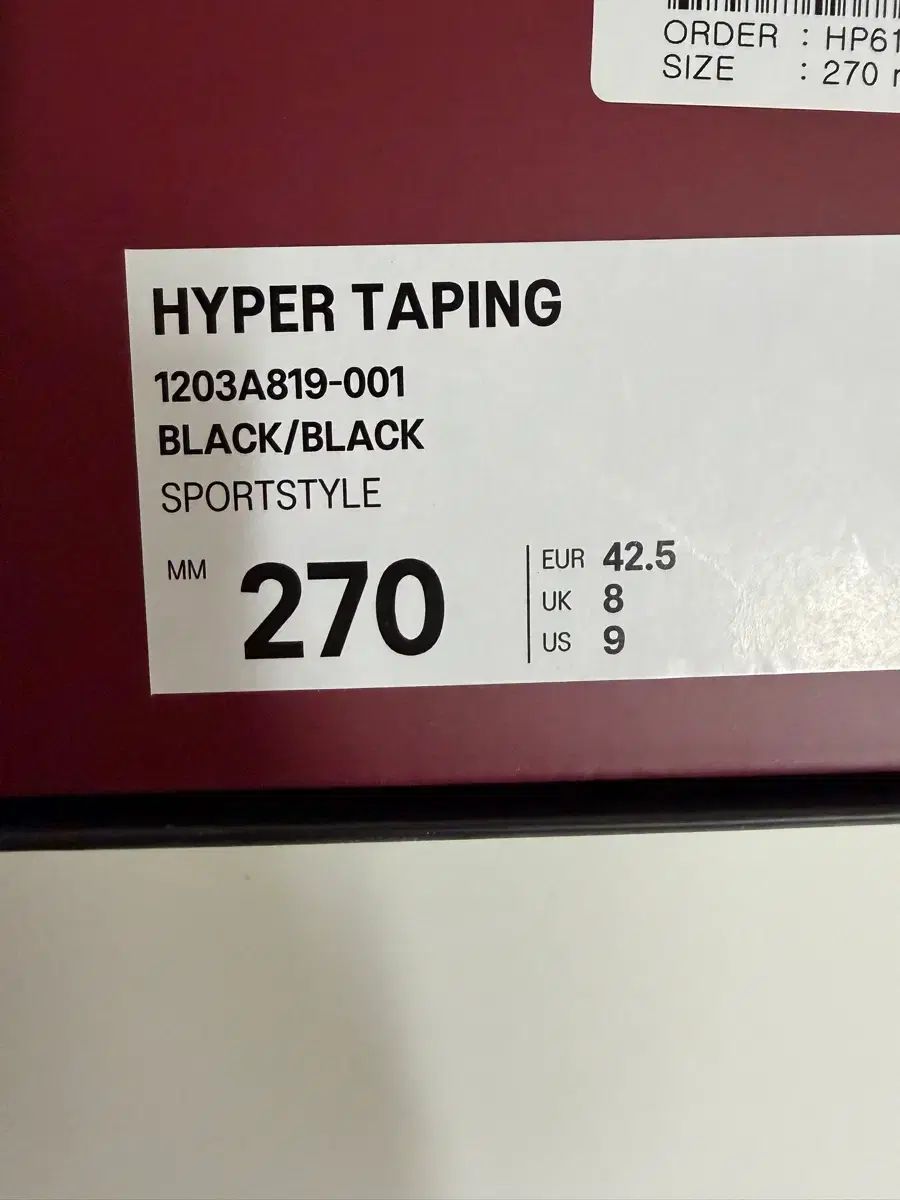 ORDER : HP61
SIZE : 270
HYPER TAPING
1203A819-001
BLACK/BLACK
SPORTSTYLE
MM 270
EUR 42.5
UK 8
US 9